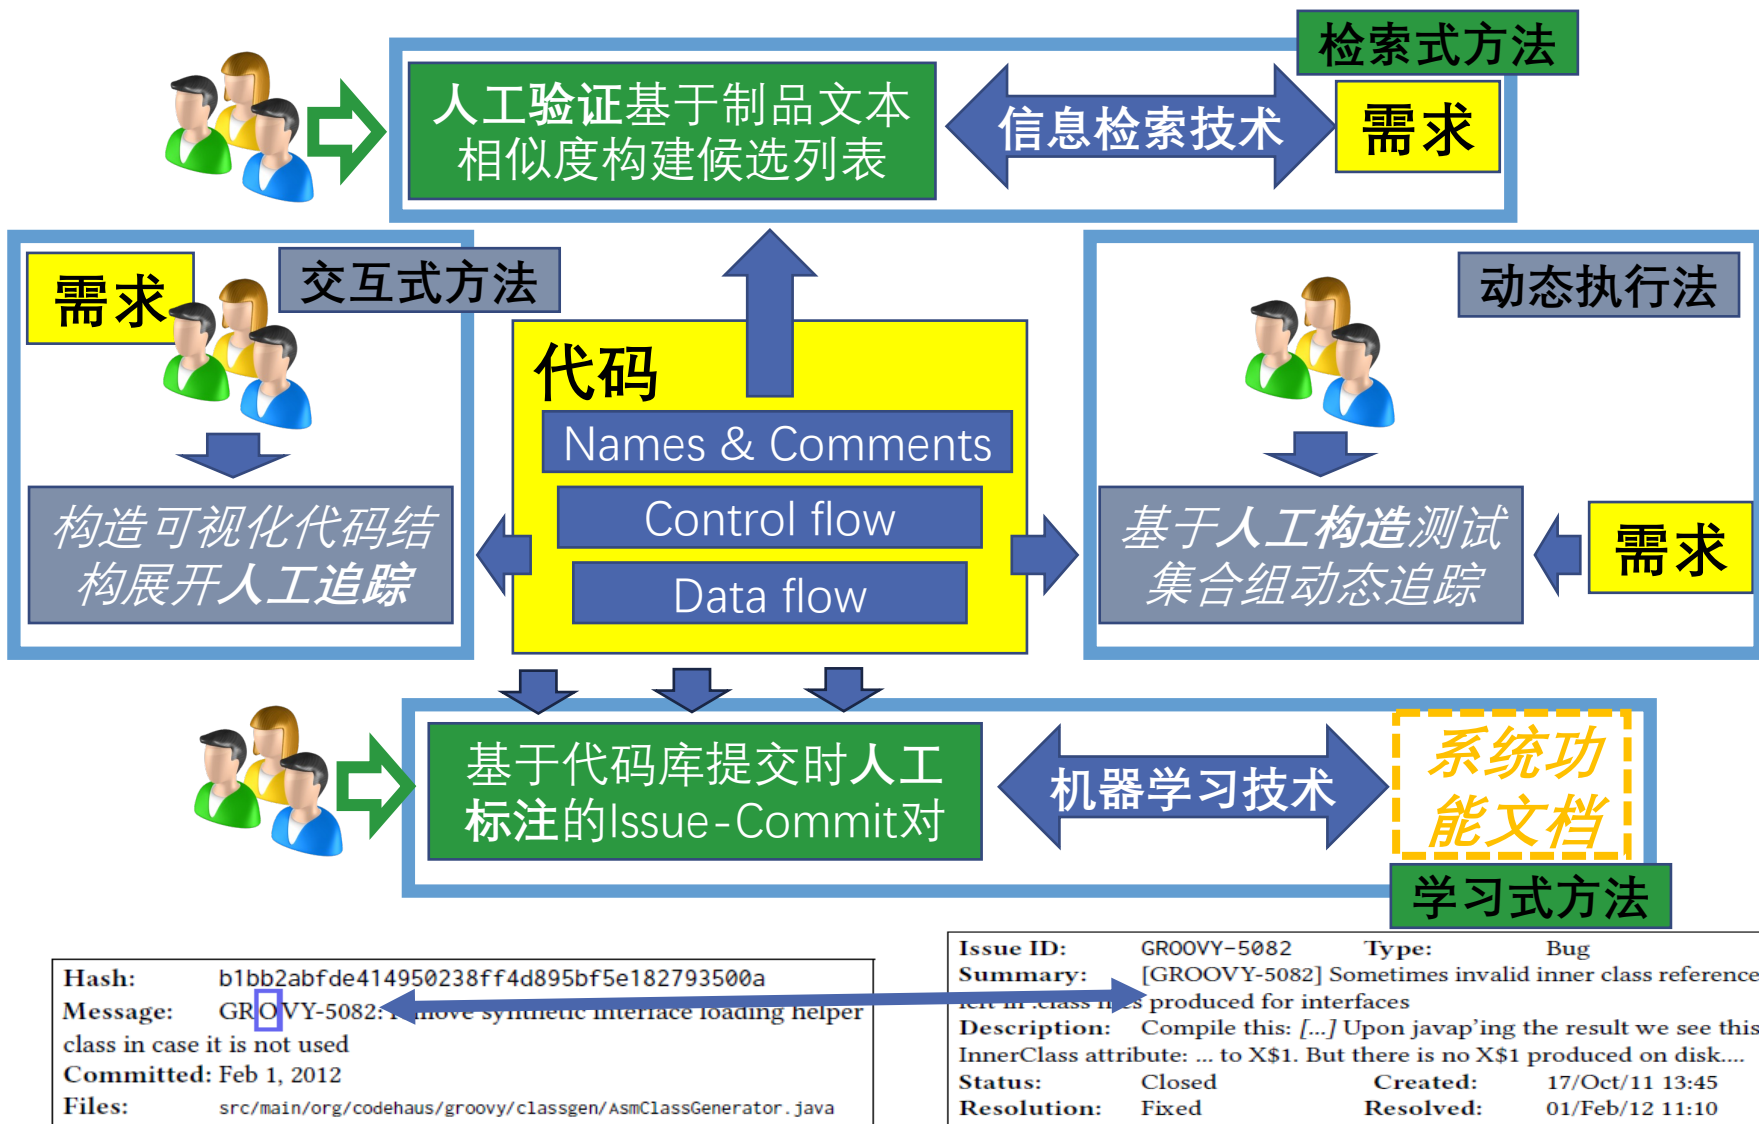 检索式方法
人工验证基于制品文本
相似度构建候选列表
信息检索技术
需求
需求
交互式方法
构造可视化代码结
构展开人工追踪
代码
Names & Comments
Control flow
Data flow
动态执行法
基于人工构造测试
集合组动态追踪
需求
基于代码库提交时人工
标注的Issue-Commit对
机器学习技术
系统功
能文档
学习式方法
Hash: b1bb2abfde414950238ff4d895bf5e182793500a
Message: GROVY-5082: remove synthetic interface loading helper
class in case it is not used
Committed: Feb 1, 2012
Files: src/main/org/codehaus/groovy/classgen/AsmClassGenerator.java
Issue ID: GROOVY-5082 Type: Bug
Summary: [GROOVY-5082] Sometimes invalid inner class reference
left in .class files produced for interfaces
Description: Compile this: [...] Upon javap'ing the result we see this
InnerClass attribute: ... to X$1. But there is no X$1 produced on disk....
Status: Closed Created: 17/Oct/11 13:45
Resolution: Fixed Resolved: 01/Feb/12 11:10